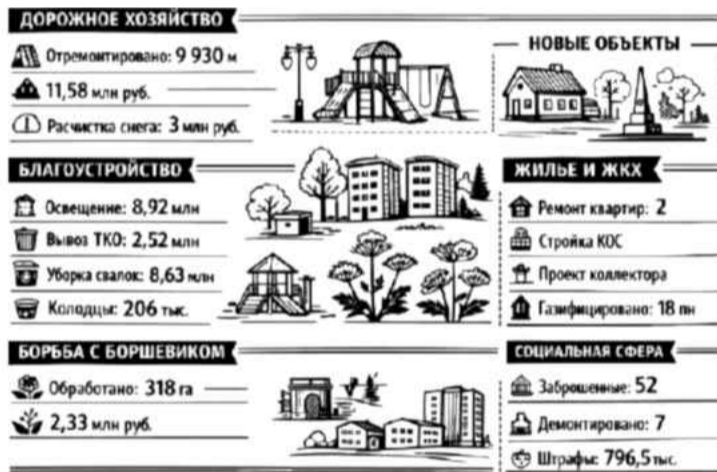 ДОРОЖНОЕ ХОЗЯЙСТВО
Отремонтировано: 9 930 м
11,58 млн руб.
Расчистка снега: 3 млн руб.
НОВЫЕ ОБЪЕКТЫ
БЛАГОУСТРОЙСТВО
Освещение: 8,92 млн
Вывоз ТКО: 2,52 млн
Уборка свалок: 8,63 млн
Колодцы: 206 тыс.
ЖИЛЬЕ И ЖКХ
Ремонт квартир: 2
Стройка КОС
Проект коллектора
Газифицировано: 18 пн
БОРЬБА С БОРШЕВИКОМ
Обработано: 318 га
2,33 млн руб.
СОЦИАЛЬНАЯ СФЕРА
Заброшенные: 52
Демонтировано: 7
Штрафы: 796,5 тыс.